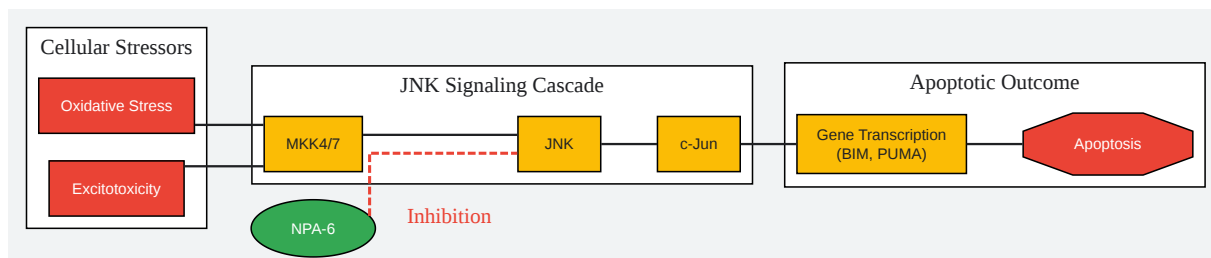 Cellular Stressors
Oxidative Stress
Excitotoxicity
JNK Signaling Cascade
MKK4/7
JNK
c-Jun
NPA-6
Inhibition
Apoptotic Outcome
Gene Transcription
(BIM, PUMA)
Apoptosis